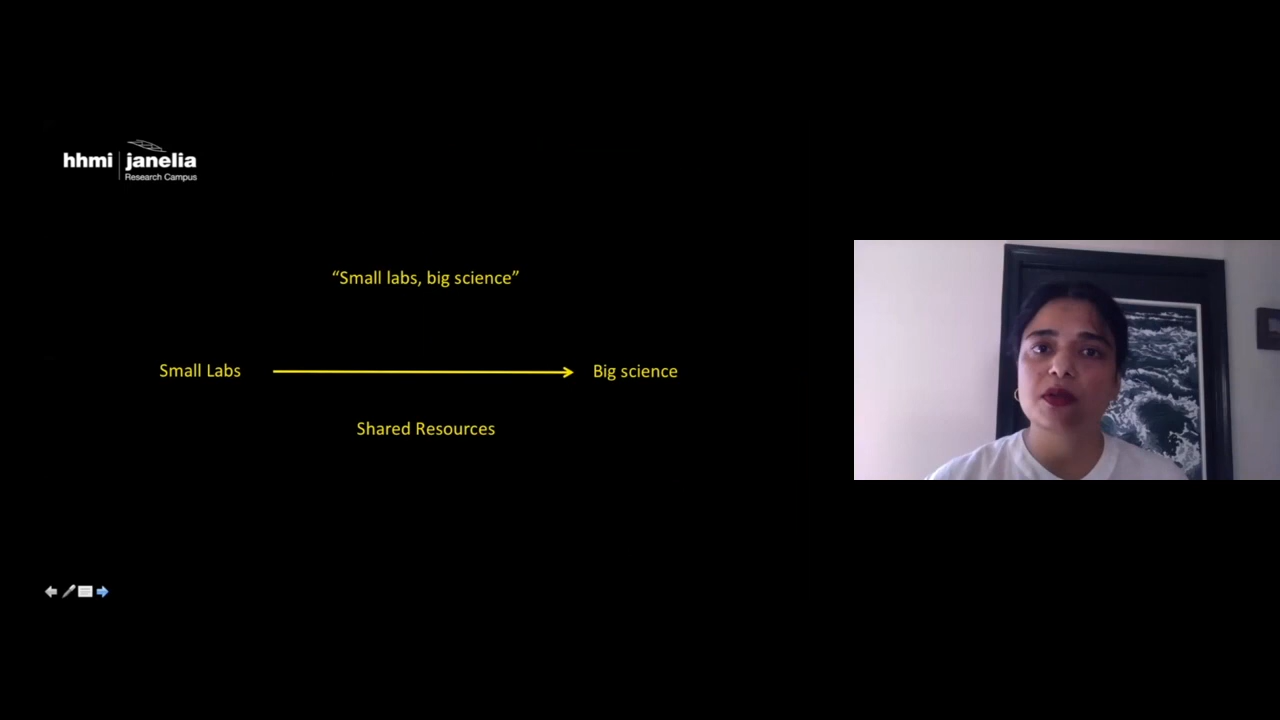 hhmi | janelia
Research Campus
“Small labs, big science”
Small Labs
Big science
Shared Resources